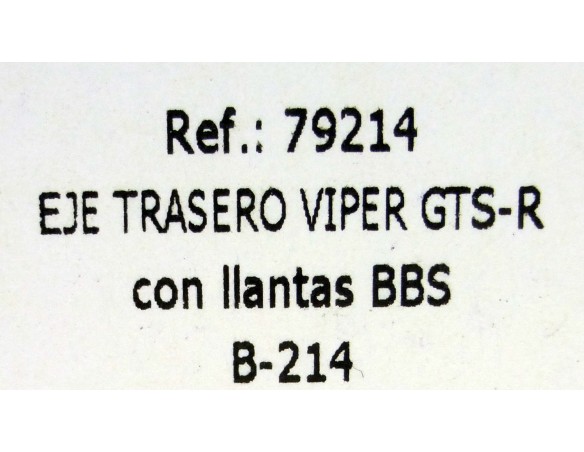 Ref.: 79214
EJE TRASERO VIPER GTS-R
con llantas BBS
B-214